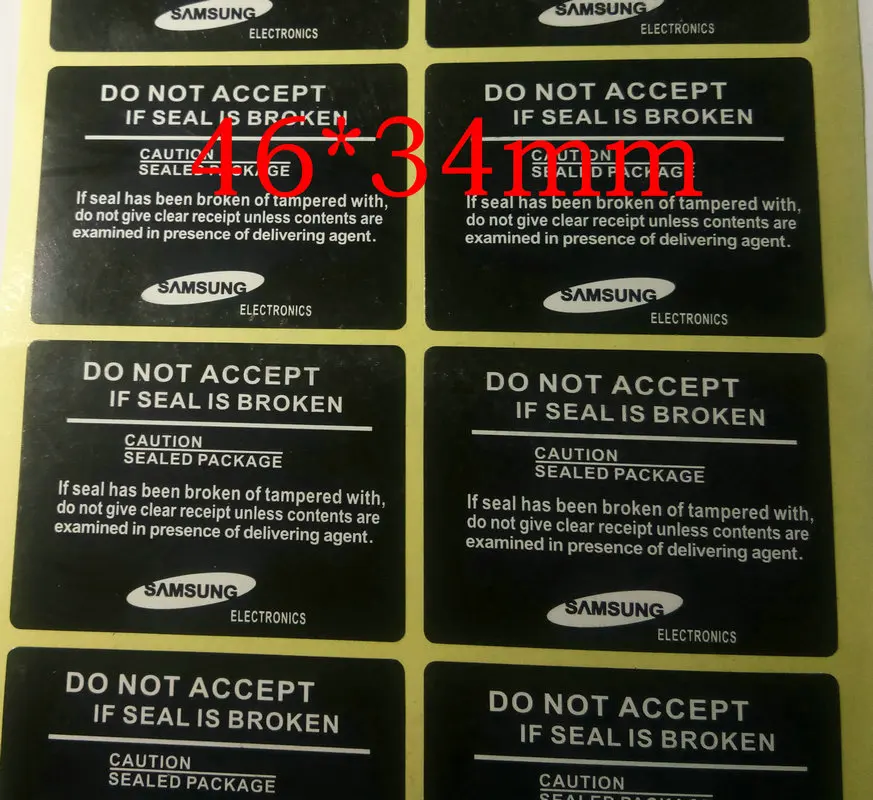 SAMSUNG
ELECTRONICS
SAMSUNG
ELECTRONICS
DO NOT ACCEPT
IF SEAL IS BROKEN
CAUTION
SEALED PACKAGE
If seal has been broken of tampered with,
do not give clear receipt unless contents are
examined in presence of delivering agent.
SAMSUNG
ELECTRONICS
DO NOT ACCEPT
IF SEAL IS BROKEN
CAUTION
SEALED PACKAGE
If seal has been broken of tampered with,
do not give clear receipt unless contents are
examined in presence of delivering agent.
SAMSUNG
ELECTRONICS
46*34mm
DO NOT ACCEPT
IF SEAL IS BROKEN
CAUTION
SEALED PACKAGE
If seal has been broken of tampered with,
do not give clear receipt unless contents are
examined in presence of delivering agent.
SAMSUNG
ELECTRONICS
DO NOT ACCEPT
IF SEAL IS BROKEN
CAUTION
SEALED PACKAGE
If seal has been broken of tampered with,
do not give clear receipt unless contents are
examined in presence of delivering agent.
SAMSUNG
ELECTRONICS
DO NOT ACCEPT
IF SEAL IS BROKEN
CAUTION
SEALED PACKAGE
DO NOT ACCEPT
IF SEAL IS BROKEN
CAUTION
SEALED PACKAGE